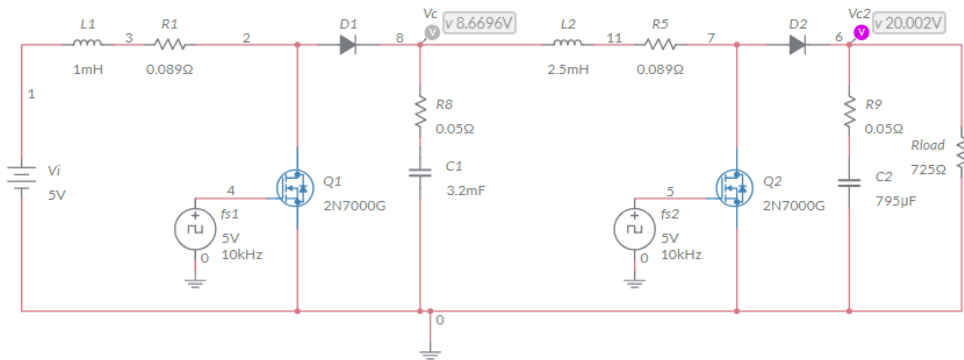 L1
3
R1
2
D1
Vc
v 8.6696V
V
8
L2
11
R5
7
D2
Vc2
v 20.002V
V
6
1mH
0.089Ω
2.5mH
0.089Ω
1
R8
0.05Ω
R9
0.05Ω
Rload
725Ω
Vi
5V
4
Q1
2N7000G
C1
3.2mF
5
Q2
2N7000G
C2
795µF
fs1
5V
10kHz
0
fs2
5V
10kHz
0
0